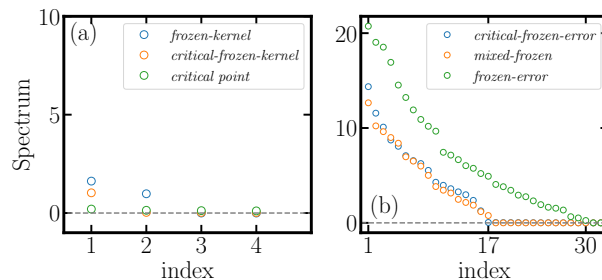 (a)
frozen-kernel
critical-frozen-kernel
critical point
10
5
0
Spectrum
1 2 3 4
index
critical-frozen-error
mixed-frozen
frozen-error
20
10
0
(b)
1 17 30
index